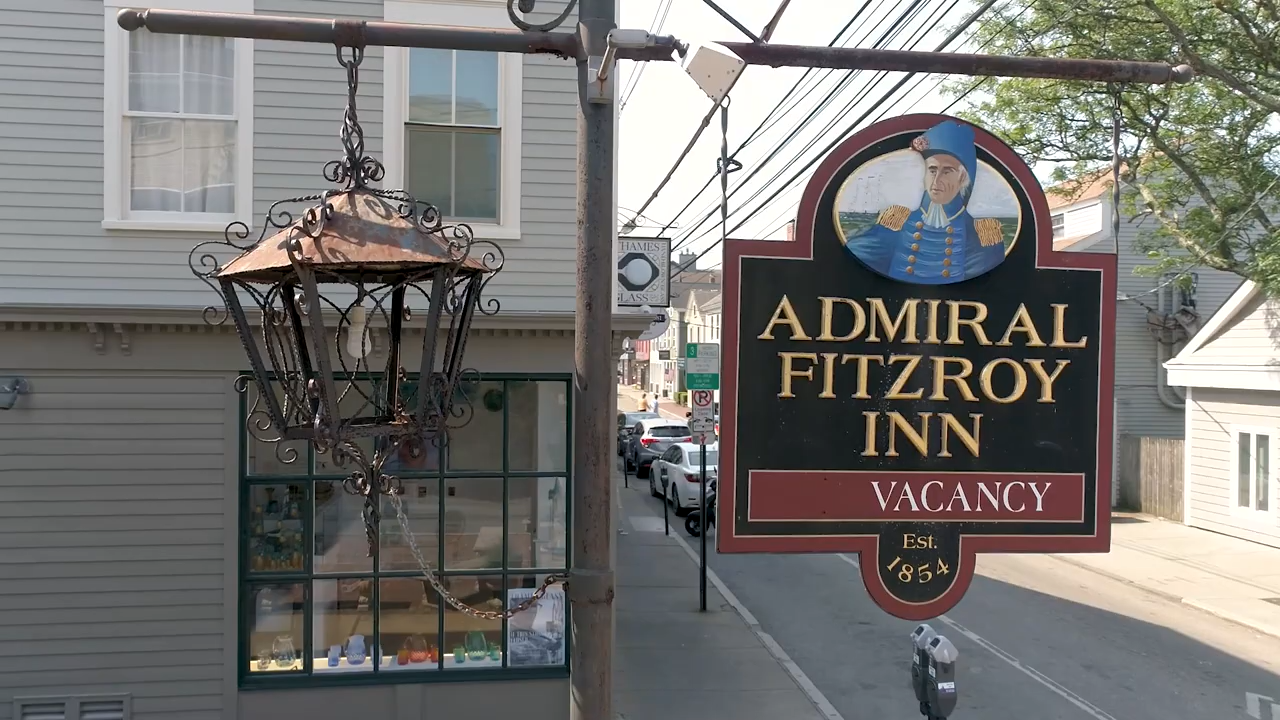 THAMES
GLASS
ADMIRAL
FITZROY
INN
VACANCY
Est.
1854